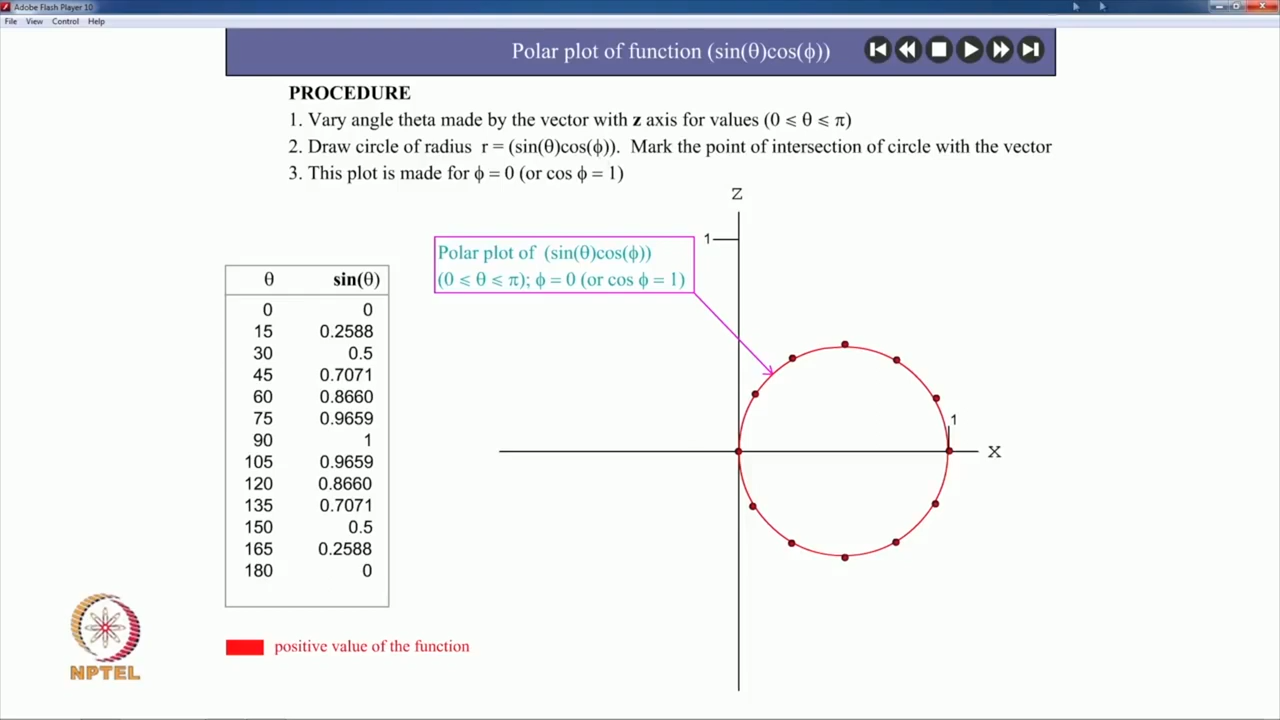 Adobe Flash Player 10
File View Control Help
Polar plot of function (sin(θ)cos(ϕ))
PROCEDURE
1. Vary angle theta made by the vector with z axis for values (0 ⩽ θ ⩽ π)
2. Draw circle of radius r = (sin(θ)cos(ϕ)). Mark the point of intersection of circle with the vector
3. This plot is made for ϕ = 0 (or cos ϕ = 1)
Z
1
Polar plot of (sin(θ)cos(ϕ))
(0 ⩽ θ ⩽ π); ϕ = 0 (or cos ϕ = 1)
1
X
θ sin(θ)
0 0
15 0.2588
30 0.5
45 0.7071
60 0.8660
75 0.9659
90 1
105 0.9659
120 0.8660
135 0.7071
150 0.5
165 0.2588
180 0
positive value of the function
NPTEL